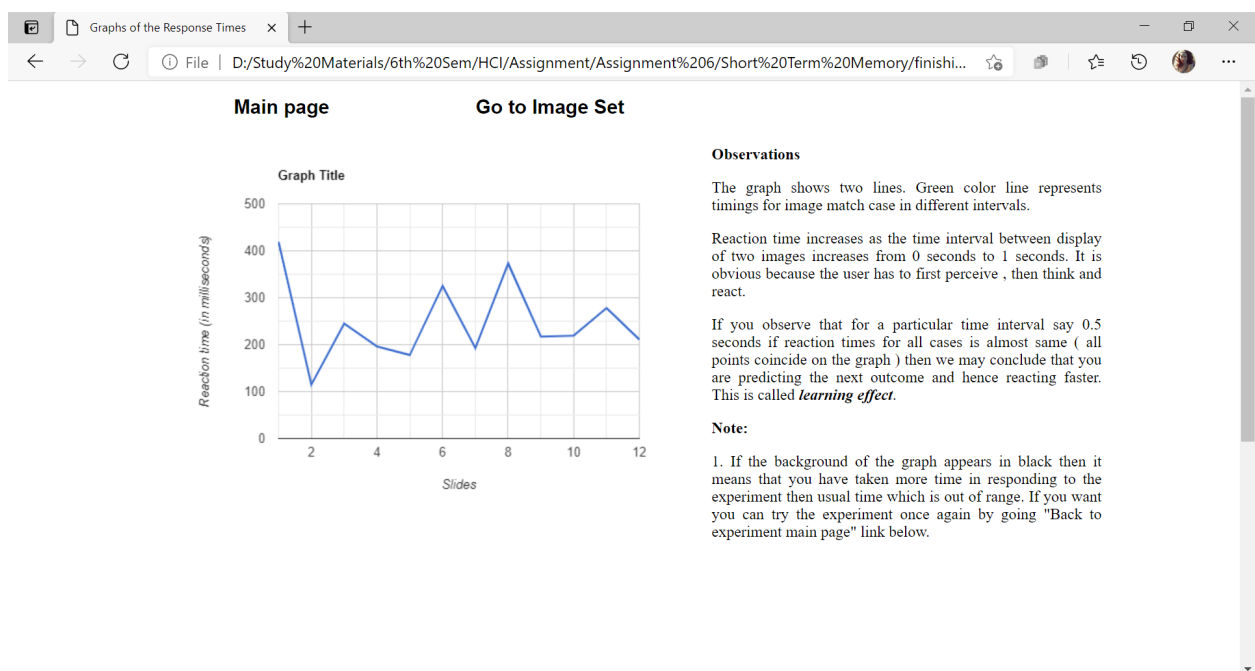 Graphs of the Response Times
File | D:/Study%20Materials/6th%20Sem/HCI/Assignment/Assignment%206/Short%20Term%20Memory/finishi...
Main page
Go to Image Set
Graph Title
500
400
300
200
100
0
Reaction time (in milliseconds)
2 4 6 8 10 12
Slides
Observations
The graph shows two lines. Green color line represents
timings for image match case in different intervals.
Reaction time increases as the time interval between display
of two images increases from 0 seconds to 1 seconds. It is
obvious because the user has to first perceive , then think and
react.
If you observe that for a particular time interval say 0.5
seconds if reaction times for all cases is almost same ( all
points coincide on the graph ) then we may conclude that you
are predicting the next outcome and hence reacting faster.
This is called learning effect.
Note:
1. If the background of the graph appears in black then it
means that you have taken more time in responding to the
experiment then usual time which is out of range. If you want
you can try the experiment once again by going "Back to
experiment main page" link below.